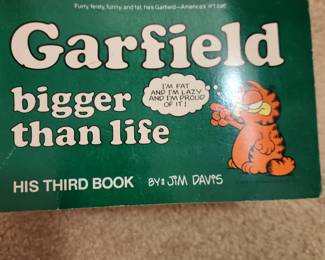 Furry, feisty, funny, and fat, he's Garfield—America's #1 cat!
Garfield
bigger
than life
I'M FAT
AND I'M LAZY
AND I'M PROUD
OF IT!
HIS THIRD BOOK BY: JIM DAVIS